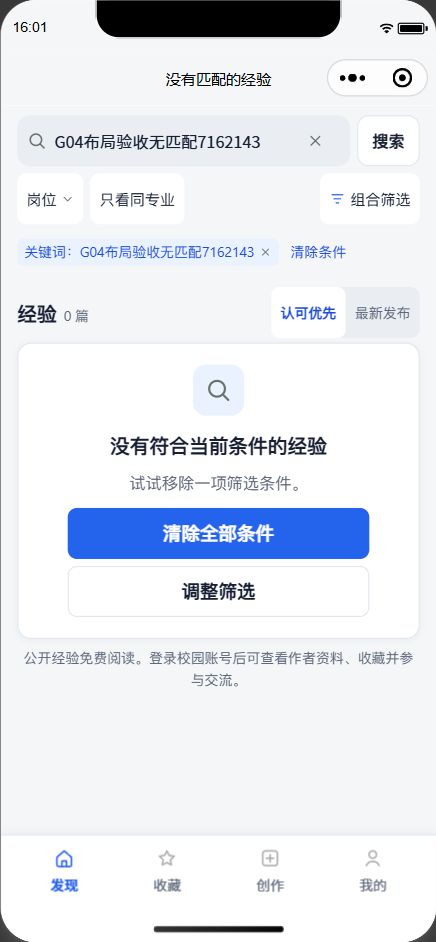 16:01
没有匹配的经验
G04布局验收无匹配7162143 搜索
岗位 只看同专业 组合筛选
关键词：G04布局验收无匹配7162143 × 清除条件
经验 0 篇 认可优先 最新发布
没有符合当前条件的经验
试试移除一项筛选条件。
清除全部条件
调整筛选
公开经验免费阅读。登录校园账号后可查看作者资料、收藏并参
与交流。
发现 收藏 创作 我的